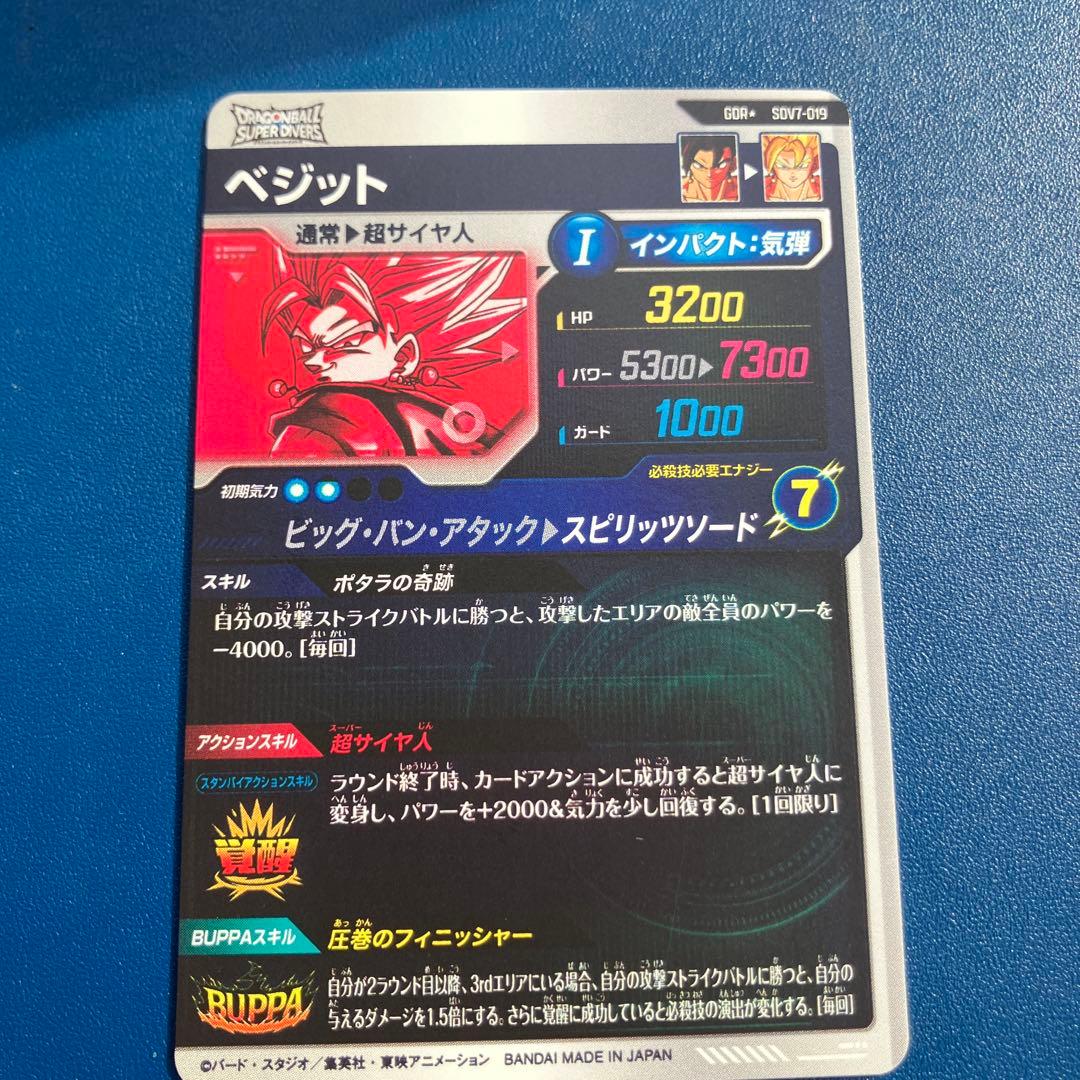 DRAGONBALL
SUPER DIVERS
GDR★ SDV7-019
ベジット
通常▶超サイヤ人
I インパクト:気弾
HP 3200
パワー 5300▶7300
ガード 1000
必殺技必要エナジー
7
初期気力
ビッグ・バン・アタック▶スピリッツソード
スキル ポタラの奇跡
自分の攻撃ストライクバトルに勝つと、攻撃したエリアの敵全員のパワーを
-4000。[毎回]
アクションスキル 超サイヤ人
スタンバイアクションスキル
覚醒
ラウンド終了時、カードアクションに成功すると超サイヤ人に
変身し、パワーを+2000&気力を少し回復する。[1回限り]
BUPPAスキル 圧巻のフィニッシャー
BUPPA
自分が2ラウンド目以降、3rdエリアにいる場合、自分の攻撃ストライクバトルに勝つと、自分の
与えるダメージを1.5倍にする。さらに覚醒に成功していると必殺技の演出が変化する。[毎回]
©バード・スタジオ/集英社・東映アニメーション BANDAI MADE IN JAPAN